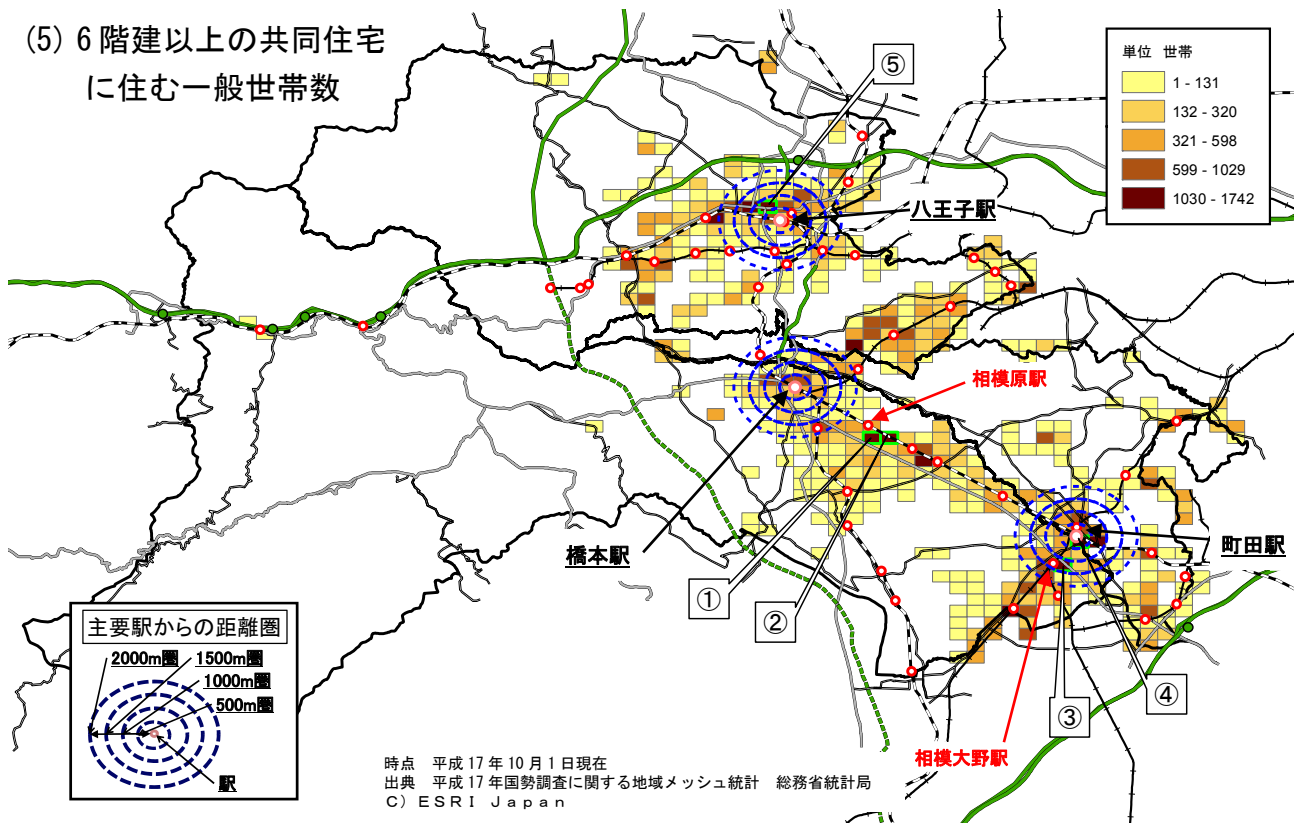 (5) 6階建以上の共同住宅
に住む一般世帯数
単位 世帯
1 - 131
132 - 320
321 - 598
599 - 1029
1030 - 1742
⑤
八王子駅
相模原駅
橋本駅
町田駅
①
②
③
④
相模大野駅
主要駅からの距離圏
2000m圏
1500m圏
1000m圏
500m圏
駅
時点 平成17年10月1日現在
出典 平成17年国勢調査に関する地域メッシュ統計 総務省統計局
C) ESRI Japan